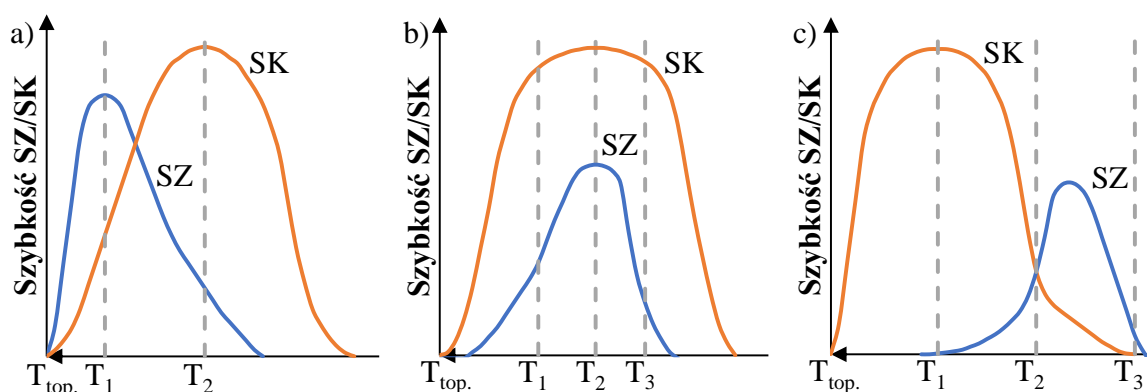 a)
Szybkość SZ/SK
SK
SZ
T_top.
T_1
T_2
b)
Szybkość SZ/SK
SK
SZ
T_top.
T_1
T_2
T_3
c)
Szybkość SZ/SK
SK
SZ
T_top.
T_1
T_2
T_3